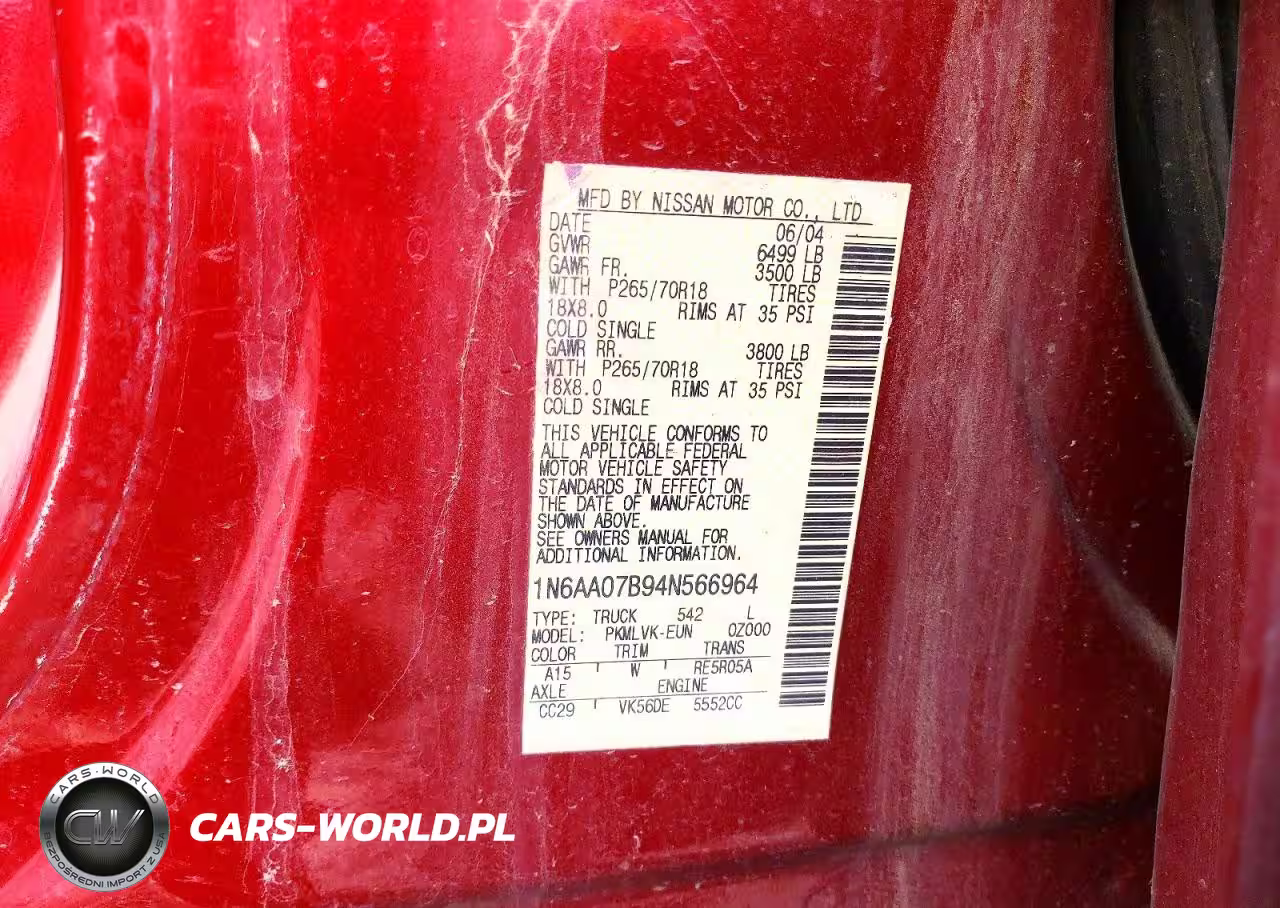 MFD BY NISSAN MOTOR CO., LTD
DATE 06/04
GVWR 6499 LB
GAWR FR. 3500 LB
WITH P265/70R18 TIRES
18X8.0 RIMS AT 35 PSI
COLD SINGLE
GAWR RR. 3800 LB
WITH P265/70R18 TIRES
18X8.0 RIMS AT 35 PSI
COLD SINGLE
THIS VEHICLE CONFORMS TO
ALL APPLICABLE FEDERAL
MOTOR VEHICLE SAFETY
STANDARDS IN EFFECT ON
THE DATE OF MANUFACTURE
SHOWN ABOVE.
SEE OWNERS MANUAL FOR
ADDITIONAL INFORMATION.
1N6AA07B94N566964
TYPE: TRUCK 542 L
MODEL: PKMLVK-EUN 0Z000
COLOR TRIM TRANS
A15 W RE5R05A
AXLE ENGINE
CC29 VK56DE 5552CC
CARS-WORLD
CW
BEZPOŚREDNI IMPORT Z USA
CARS-WORLD.PL